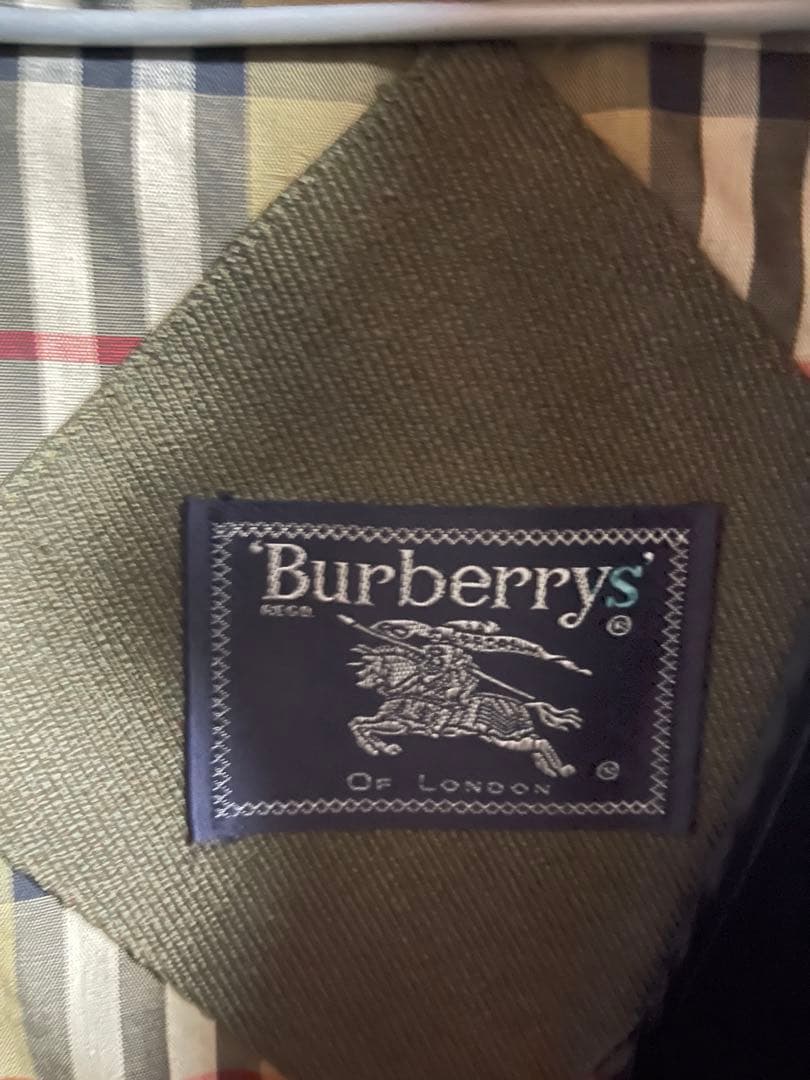 'Burberrys'
REGD. ®
Of London ®